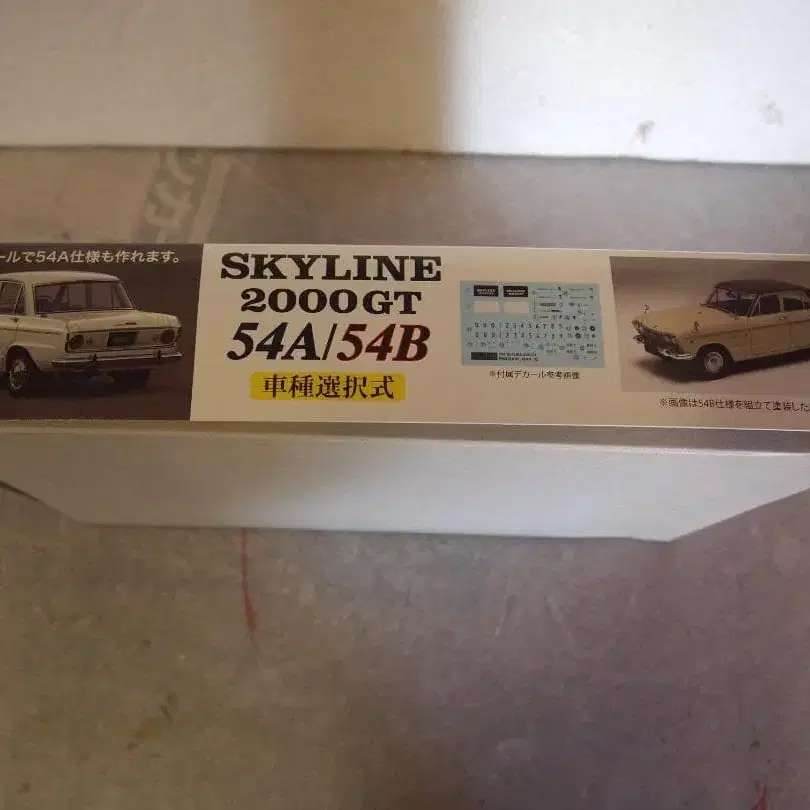 ールで54A仕様も作れます。
SKYLINE
2000GT
54A/54B
車種選択式
※付属デカール参考画像
※画像は54B仕様を組立て塗装した